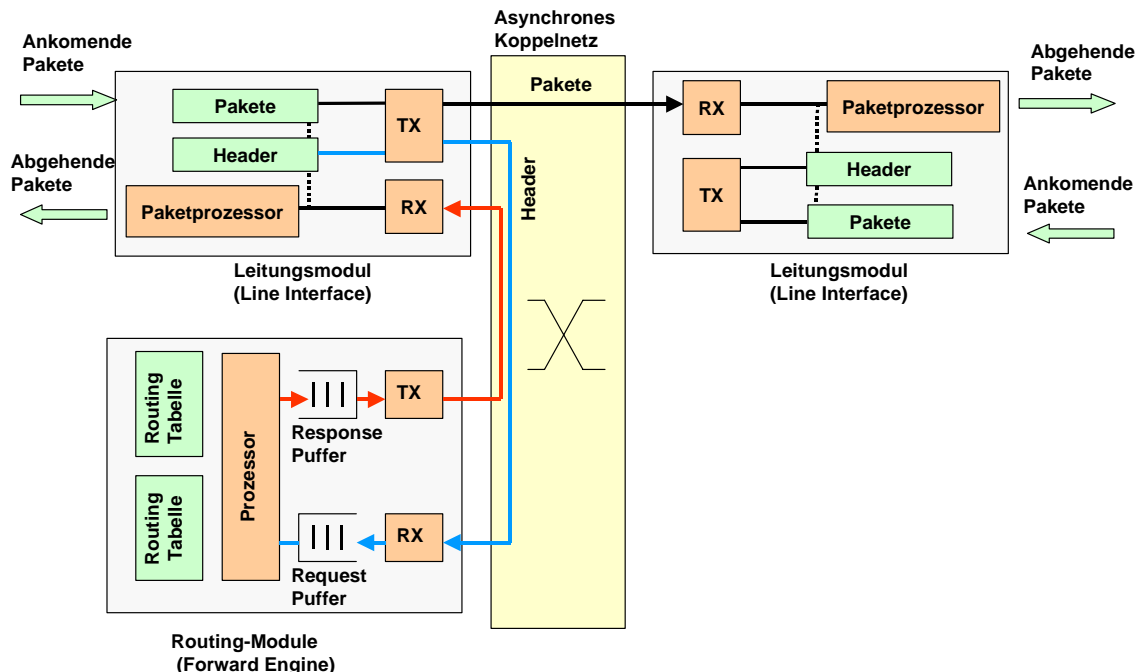 Asynchrones
Koppelnetz
Ankomende
Pakete
Abgehende
Pakete
Pakete
TX
Header
Abgehende
Pakete
Paketprozessor
RX
Pakete
Header
RX
Paketprozessor
TX
Header
Pakete
Ankomende
Pakete
Leitungsmodul
(Line Interface)
Leitungsmodul
(Line Interface)
Routing
Tabelle
Routing
Tabelle
Prozessor
TX
Response
Puffer
RX
Request
Puffer
Routing-Module
(Forward Engine)